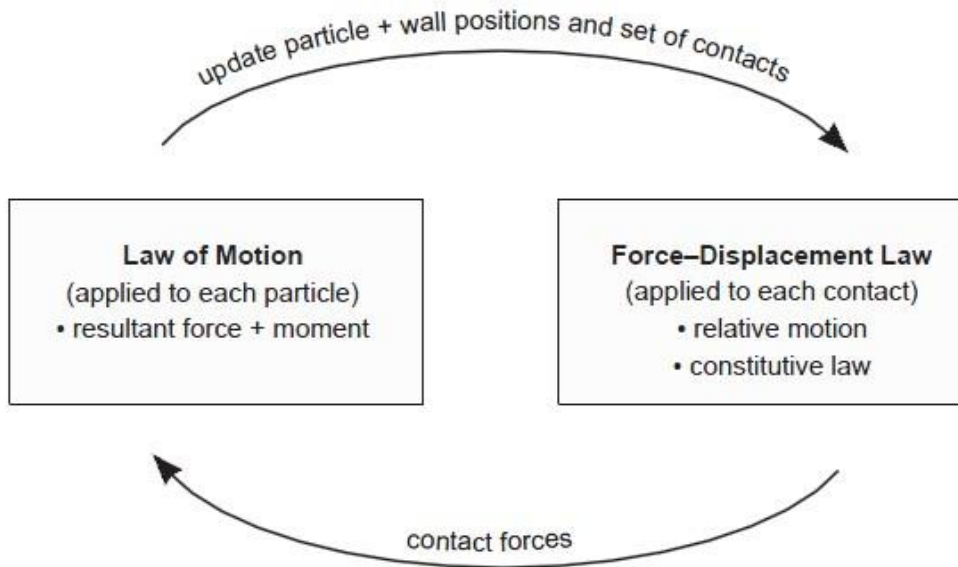 update particle + wall positions and set of contacts
Law of Motion
(applied to each particle)
• resultant force + moment
Force–Displacement Law
(applied to each contact)
• relative motion
• constitutive law
contact forces